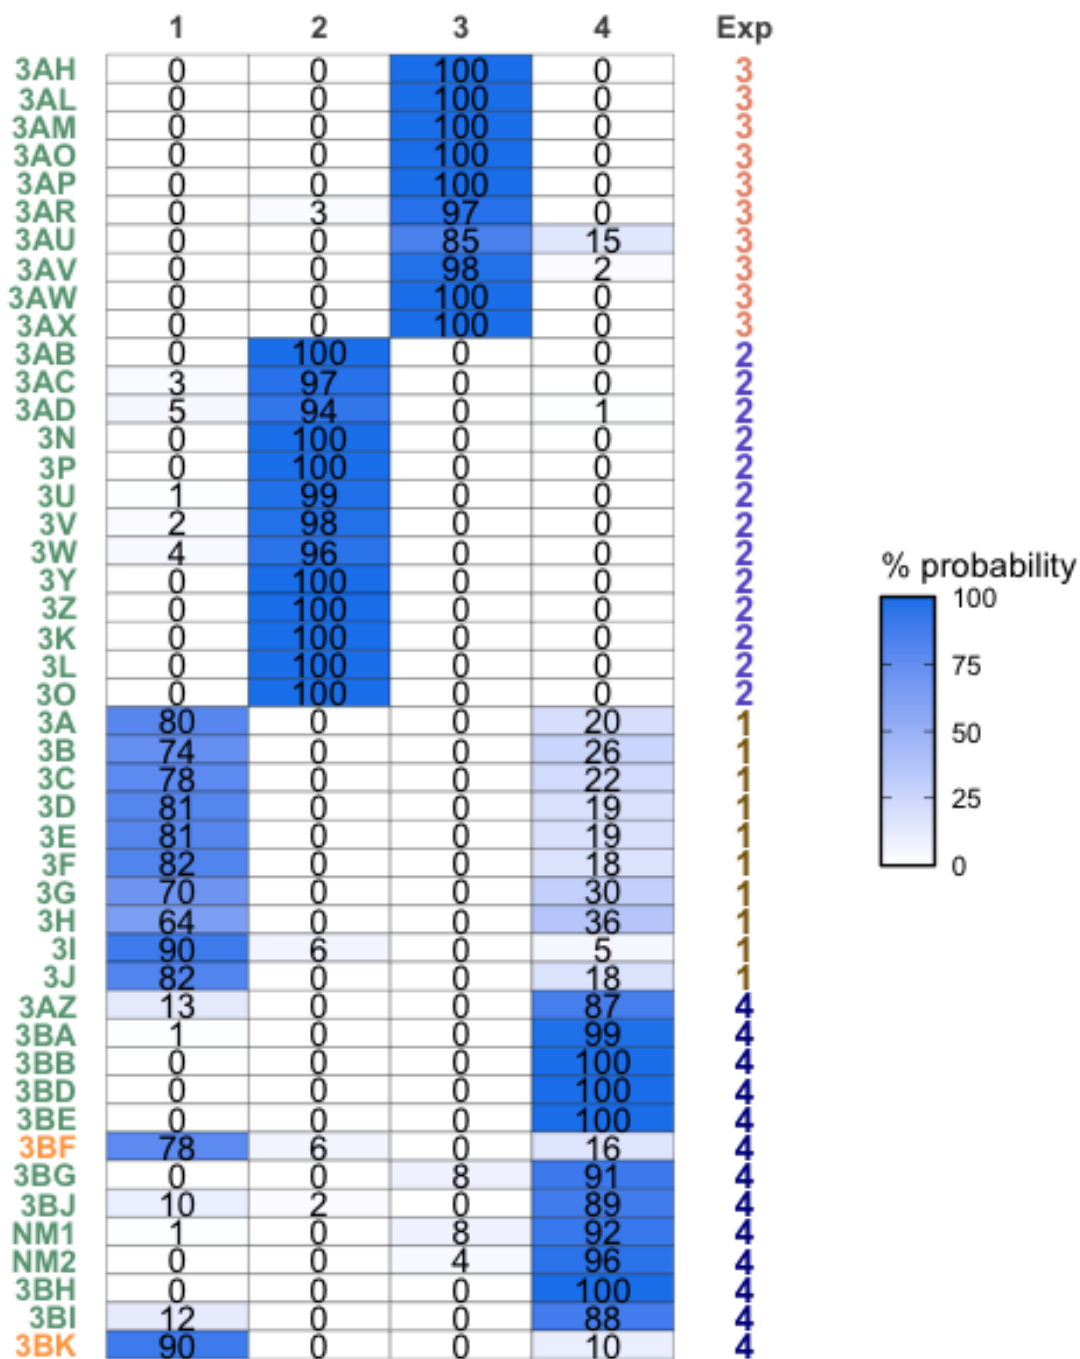 1 2 3 4 Exp
3AH 0 0 100 0 3
3AL 0 0 100 0 3
3AM 0 0 100 0 3
3AO 0 0 100 0 3
3AP 0 0 100 0 3
3AR 0 3 97 0 3
3AU 0 0 85 15 3
3AV 0 0 98 2 3
3AW 0 0 100 0 3
3AX 0 0 100 0 3
3AB 0 100 0 0 2
3AC 3 97 0 0 2
3AD 5 94 0 1 2
3N 0 100 0 0 2
3P 0 100 0 0 2
3U 1 99 0 0 2
3V 2 98 0 0 2
3W 4 96 0 0 2
3Y 0 100 0 0 2
3Z 0 100 0 0 2
3K 0 100 0 0 2
3L 0 100 0 0 2
3O 0 100 0 0 2
3A 80 0 0 20 1
3B 74 0 0 26 1
3C 78 0 0 22 1
3D 81 0 0 19 1
3E 81 0 0 19 1
3F 82 0 0 18 1
3G 70 0 0 30 1
3H 64 0 0 36 1
3I 90 6 0 5 1
3J 82 0 0 18 1
3AZ 13 0 0 87 4
3BA 1 0 0 99 4
3BB 0 0 0 100 4
3BD 0 0 0 100 4
3BE 0 0 0 100 4
3BF 78 6 0 16 4
3BG 0 0 8 91 4
3BJ 10 2 0 89 4
NM1 1 0 8 92 4
NM2 0 0 4 96 4
3BH 0 0 0 100 4
3BI 12 0 0 88 4
3BK 90 0 0 10 4
% probability
100
75
50
25
0